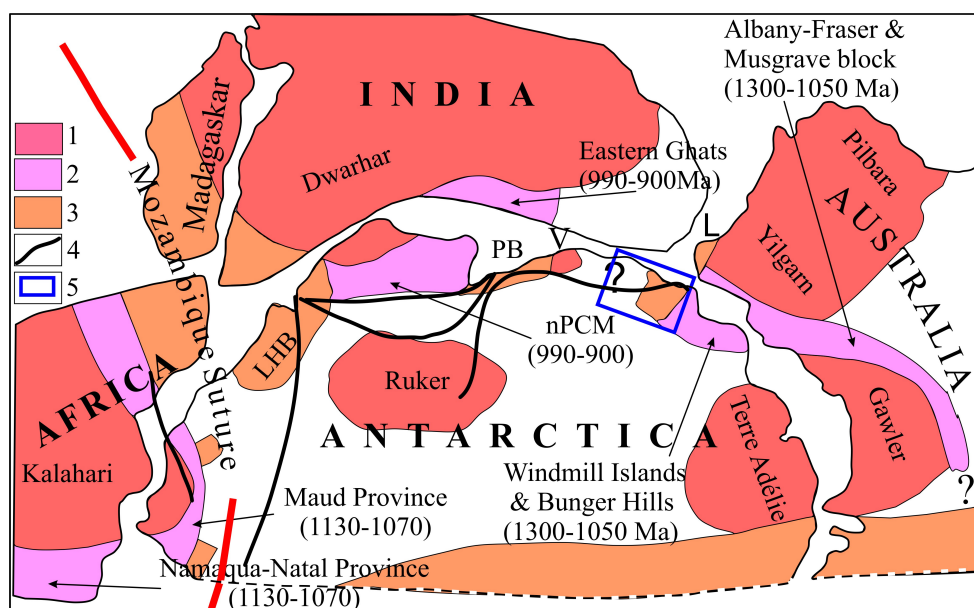 Albany-Fraser &
Musgrave block
(1300-1050 Ma)
INDIA
1
2
3
4
5
Madagaskar
Dwarhar
Eastern Ghats
(990-900Ma)
Pilbara
Yilgarn
AUSTRALIA
Mozambique Suture
PB
V
L
?
nPCM
(990-900)
LHB
Ruker
AFRICA
Kalahari
ANTARCTICA
Terre Adélie
Gawler
?
Windmill Islands
& Bunger Hills
(1300-1050 Ma)
Maud Province
(1130-1070)
Namaqua-Natal Province
(1130-1070)